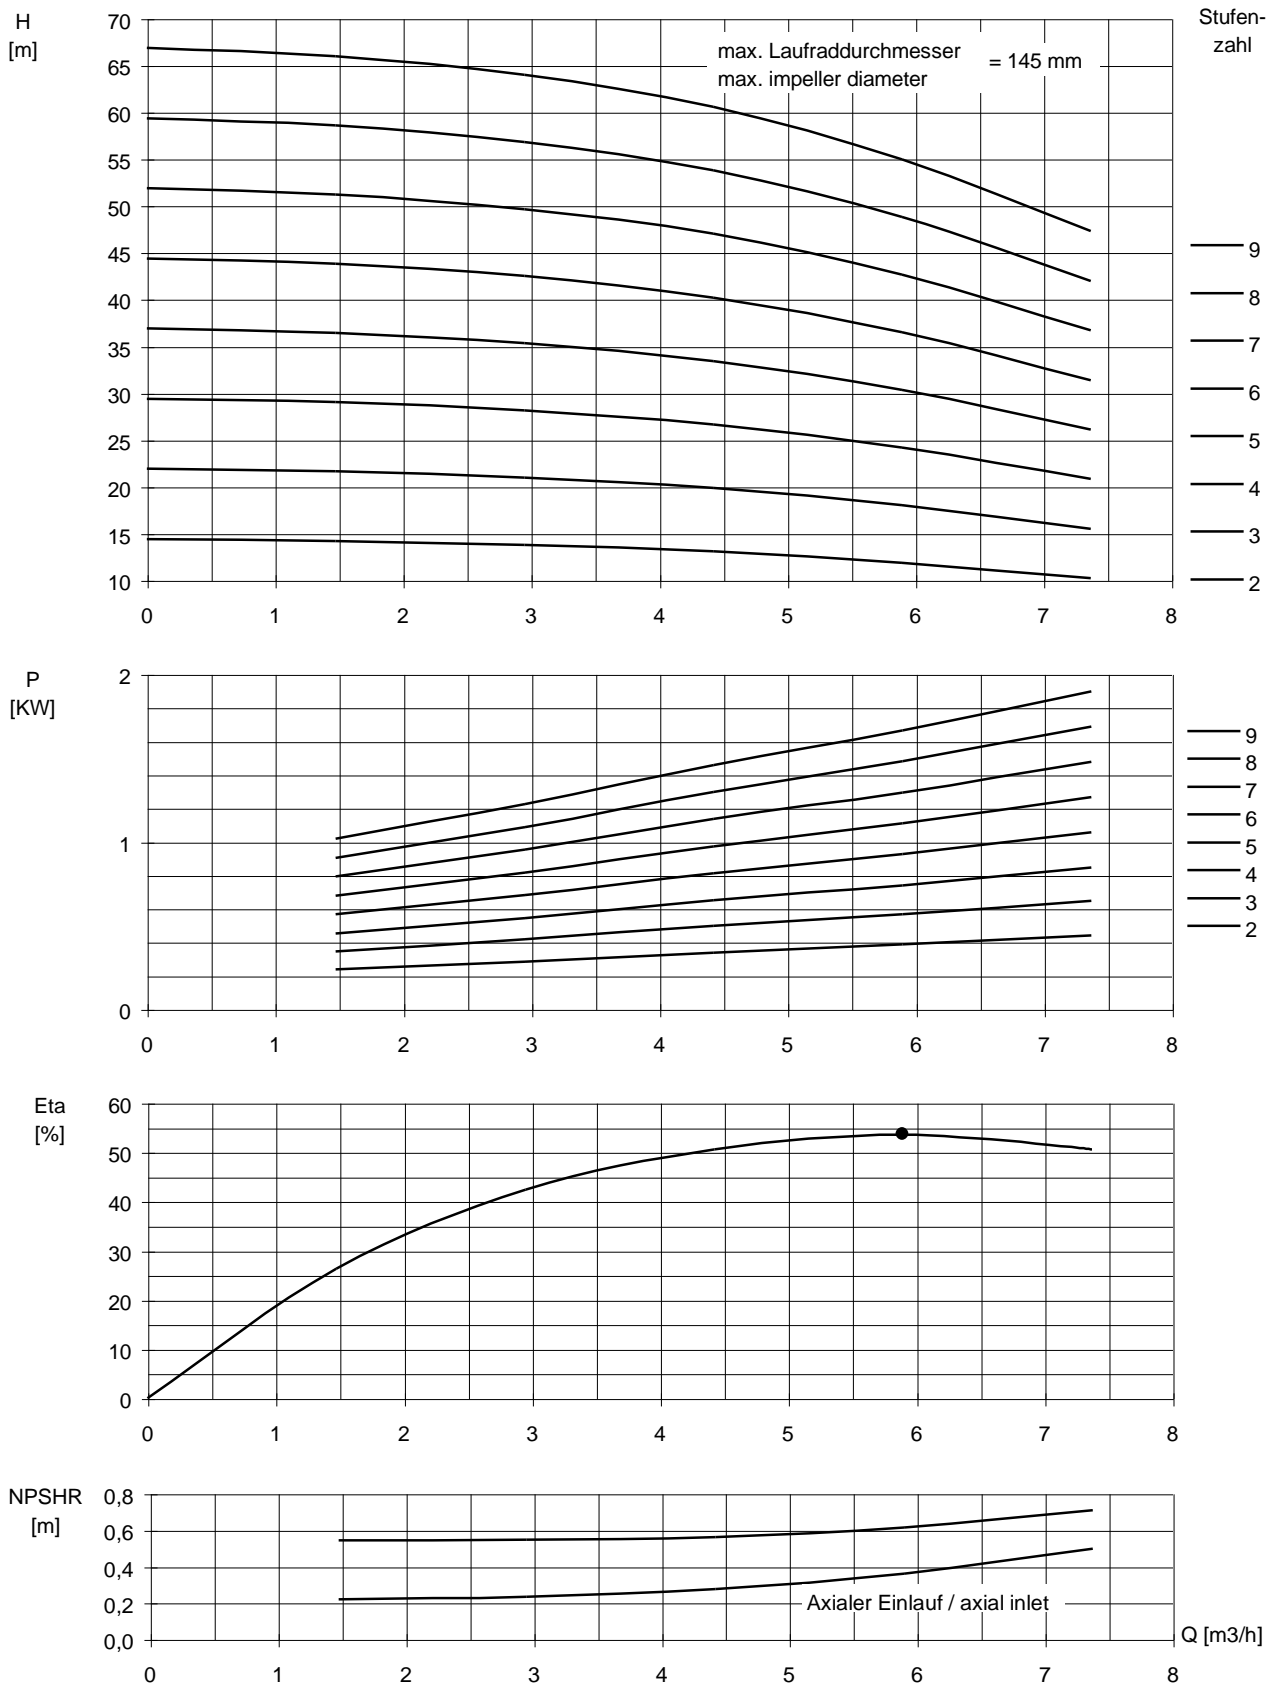 H
[m]
70
65
60
55
50
45
40
35
30
25
20
15
10
0 1 2 3 4 5 6 7 8
max. Laufraddurchmesser
max. impeller diameter
= 145 mm
Stufen-
zahl
9
8
7
6
5
4
3
2
P
[KW]
2
1
0
0 1 2 3 4 5 6 7 8
9
8
7
6
5
4
3
2
Eta
[%]
60
50
40
30
20
10
0
0 1 2 3 4 5 6 7 8
NPSHR
[m]
0,8
0,6
0,4
0,2
0,0
Axialer Einlauf / axial inlet
Q [m3/h]
0 1 2 3 4 5 6 7 8